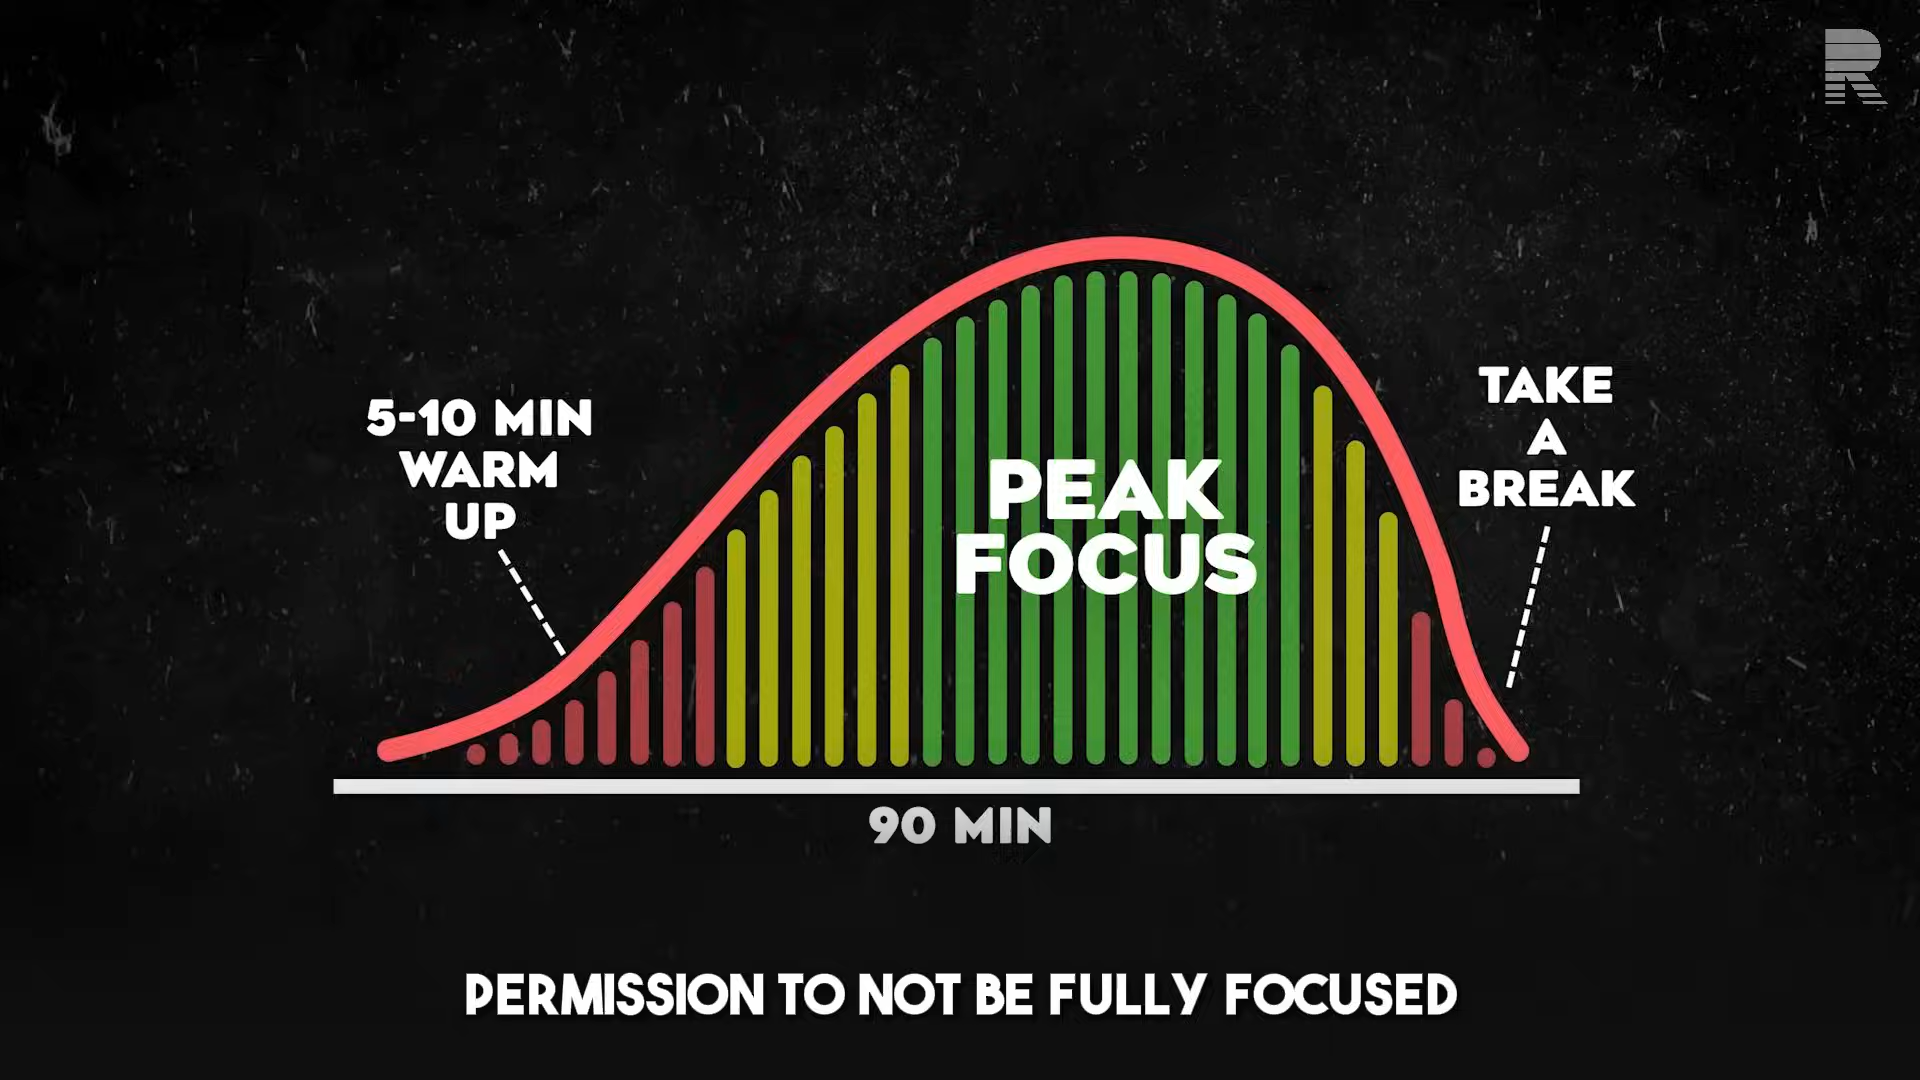 R
5-10 MIN
WARM
UP
PEAK
FOCUS
TAKE
A
BREAK
90 MIN
PERMISSION TO NOT BE FULLY FOCUSED